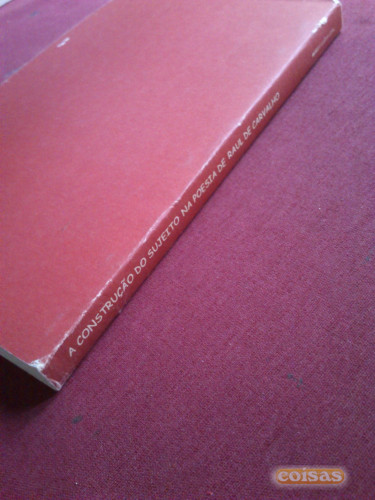 A CONSTRUÇÃO DO SUJEITO NA POESIA DE RAUL DE CARVALHO
coisas